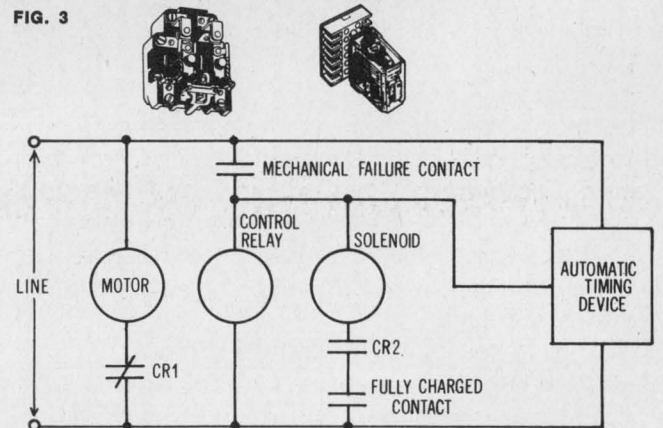 FIG. 3
MECHANICAL FAILURE CONTACT
CONTROL
RELAY
SOLENOID
LINE
MOTOR
AUTOMATIC
TIMING
DEVICE
CR1
CR2
FULLY CHARGED
CONTACT